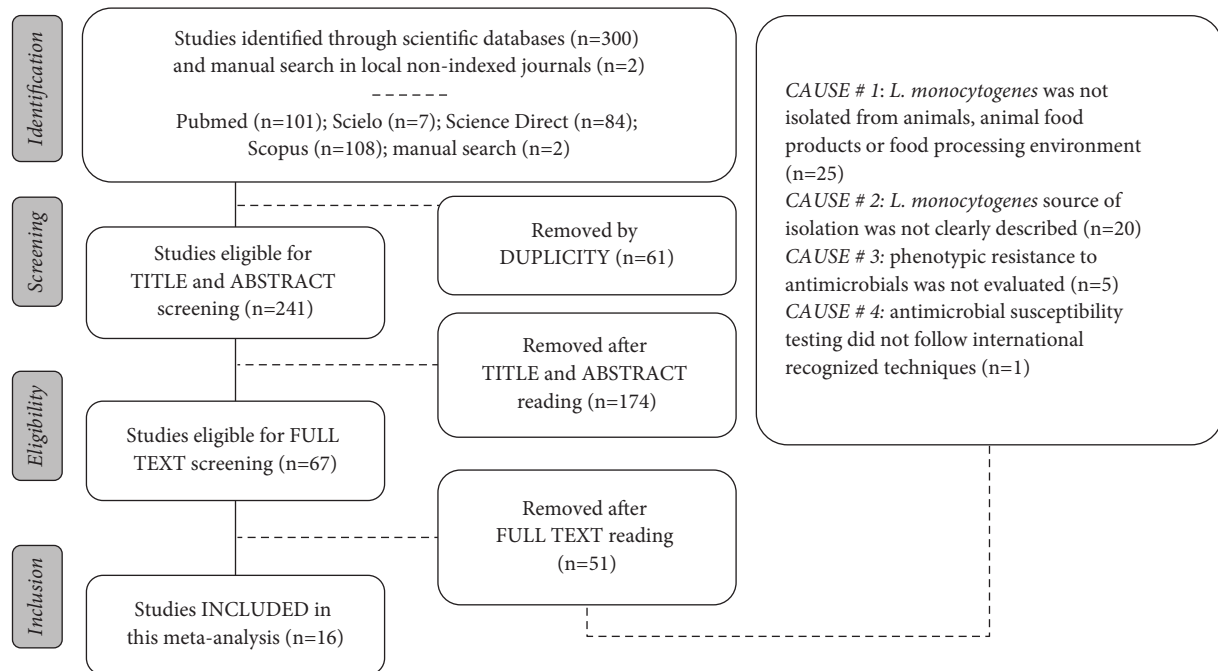 Identification
Studies identified through scientific databases (n=300)
and manual search in local non-indexed journals (n=2)
Pubmed (n=101); Scielo (n=7); Science Direct (n=84);
Scopus (n=108); manual search (n=2)
Screening
Removed by
DUPLICITY (n=61)
Studies eligible for
TITLE and ABSTRACT
screening (n=241)
Removed after
TITLE and ABSTRACT
reading (n=174)
Eligibility
Studies eligible for FULL
TEXT screening (n=67)
Removed after
FULL TEXT reading
(n=51)
Inclusion
Studies INCLUDED in
this meta-analysis (n=16)
CAUSE # 1: L. monocytogenes was not
isolated from animals, animal food
products or food processing environment
(n=25)
CAUSE # 2: L. monocytogenes source of
isolation was not clearly described (n=20)
CAUSE # 3: phenotypic resistance to
antimicrobials was not evaluated (n=5)
CAUSE # 4: antimicrobial susceptibility
testing did not follow international
recognized techniques (n=1)